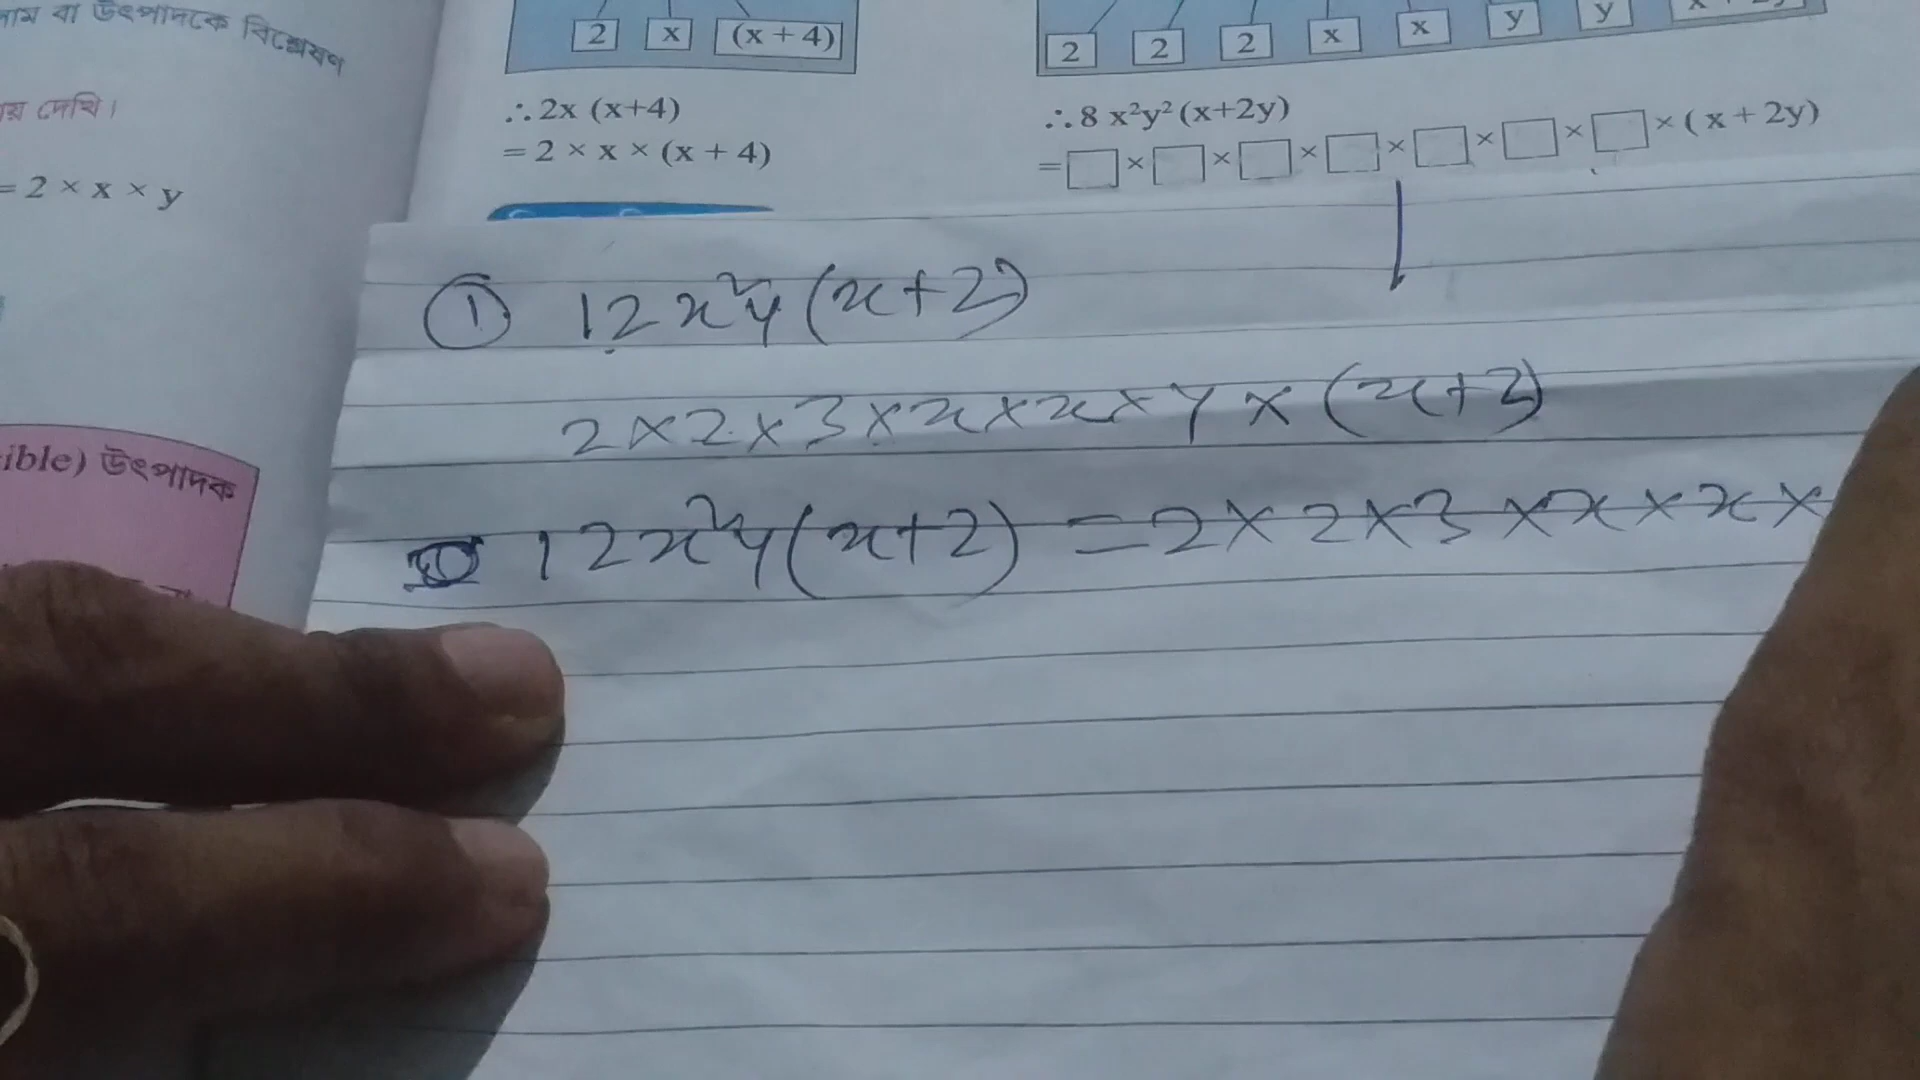 বা উৎপাদকে বিশ্লেষণ
দেখি।
= 2 × x × y
ible) উৎপাদক
2 x (x + 4)
∴ 2x (x+4)
= 2 × x × (x + 4)
2 2 2 x x y y
∴ 8 x²y² (x+2y)
= □ × □ × □ × □ × □ × □ × □ × (x + 2y)
① 12x²y (x+2)
2×2×3×x×x×y×(x+2)
12x²y(x+2) = 2×2×3×x×x×